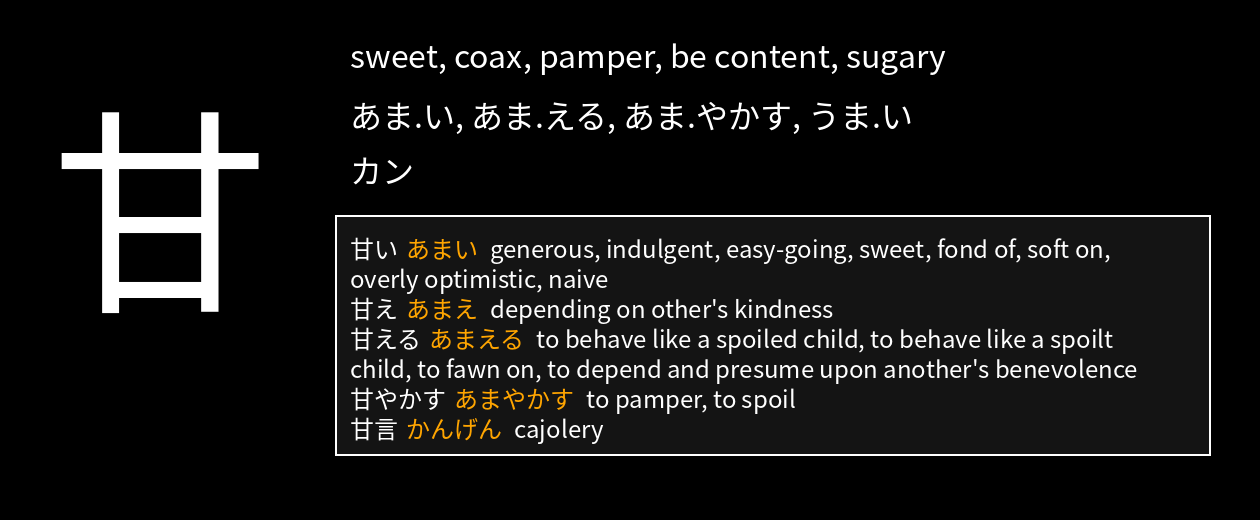 甘
sweet, coax, pamper, be content, sugary
あま.い, あま.える, あま.やかす, うま.い
カン
甘い あまい generous, indulgent, easy-going, sweet, fond of, soft on,
overly optimistic, naive
甘え あまえ depending on other's kindness
甘える あまえる to behave like a spoiled child, to behave like a spoilt
child, to fawn on, to depend and presume upon another's benevolence
甘やかす あまやかす to pamper, to spoil
甘言 かんげん cajolery